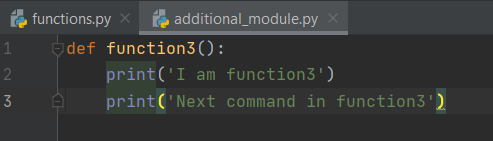 functions.py × additional_module.py ×
1 def function3():
2 print('I am function3')
3 print('Next command in function3')